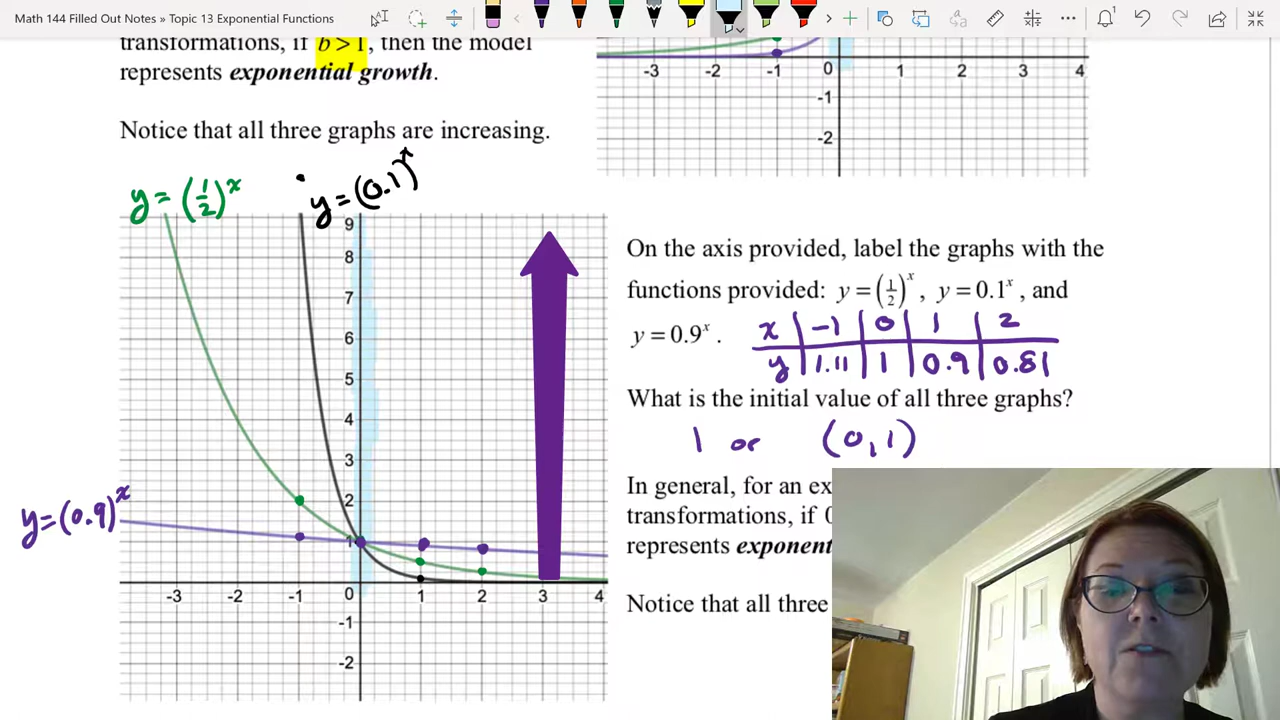 Math 144 Filled Out Notes » Topic 13 Exponential Functions
transformations, if b > 1, then the model
represents exponential growth.
Notice that all three graphs are increasing.
-3 -2 -1 0 1 2 3 4
-1
-2
y = (1/2)^x
y = (0.1)^x
y = (0.9)^x
9
8
7
6
5
4
3
2
1
-3 -2 -1 0 1 2 3 4
-1
-2
On the axis provided, label the graphs with the
functions provided: y = (1/2)^x, y = 0.1^x, and
y = 0.9^x.
x -1 0 1 2
y 1.11 1 0.9 0.81
What is the initial value of all three graphs?
1 or (0,1)
In general, for an ex
transformations, if 0
represents exponent
Notice that all three